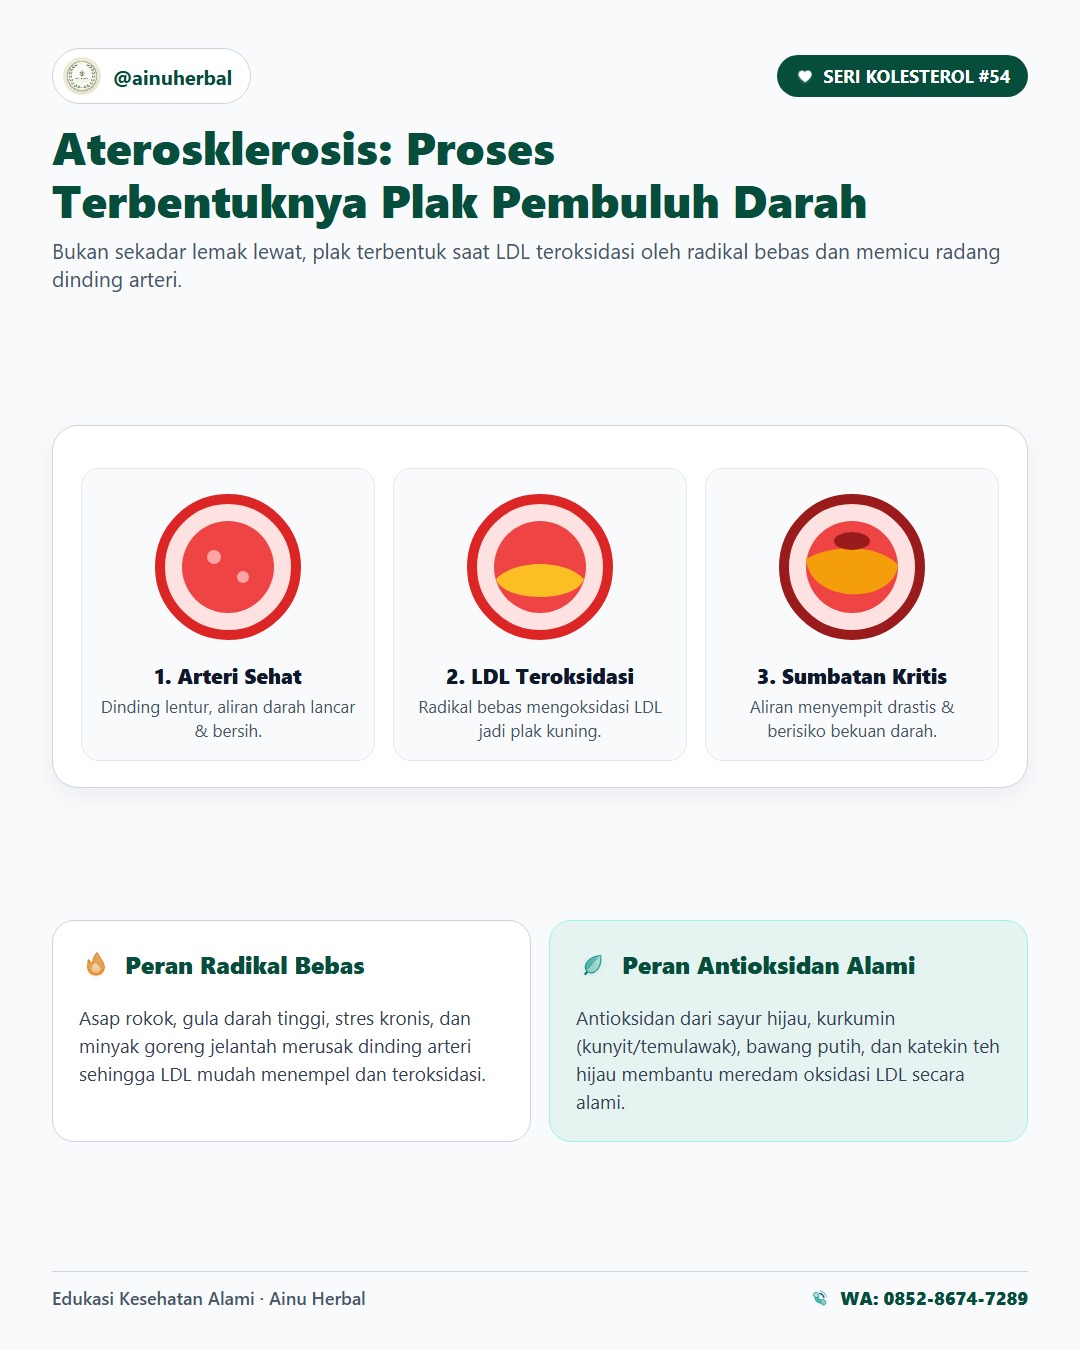 @ainuherbal
SERI KOLESTEROL #54
Aterosklerosis: Proses
Terbentuknya Plak Pembuluh Darah
Bukan sekadar lemak lewat, plak terbentuk saat LDL teroksidasi oleh radikal bebas dan memicu radang
dinding arteri.
1. Arteri Sehat
Dinding lentur, aliran darah lancar
& bersih.
2. LDL Teroksidasi
Radikal bebas mengoksidasi LDL
jadi plak kuning.
3. Sumbatan Kritis
Aliran menyempit drastis &
berisiko bekuan darah.
Peran Radikal Bebas
Asap rokok, gula darah tinggi, stres kronis, dan
minyak goreng jelantah merusak dinding arteri
sehingga LDL mudah menempel dan teroksidasi.
Peran Antioksidan Alami
Antioksidan dari sayur hijau, kurkumin
(kunyit/temulawak), bawang putih, dan katekin teh
hijau membantu meredam oksidasi LDL secara
alami.
Edukasi Kesehatan Alami · Ainu Herbal
WA: 0852-8674-7289